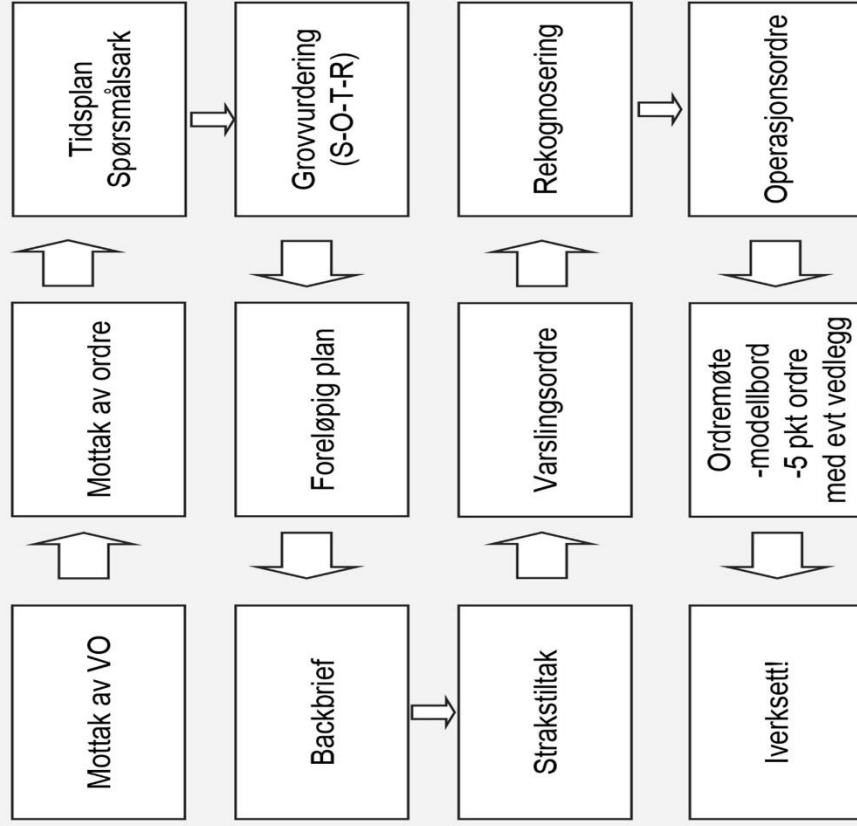 Mottak av VO
Mottak av ordre
Tidsplan
Spørsmålsark
Grovvurdering
(S-O-T-R)
Foreløpig plan
Backbrief
Strakstiltak
Varslingsordre
Rekognosering
Operasjonsordre
Ordremøte
-modellbord
-5 pkt ordre
med evt vedlegg
Iverksett!